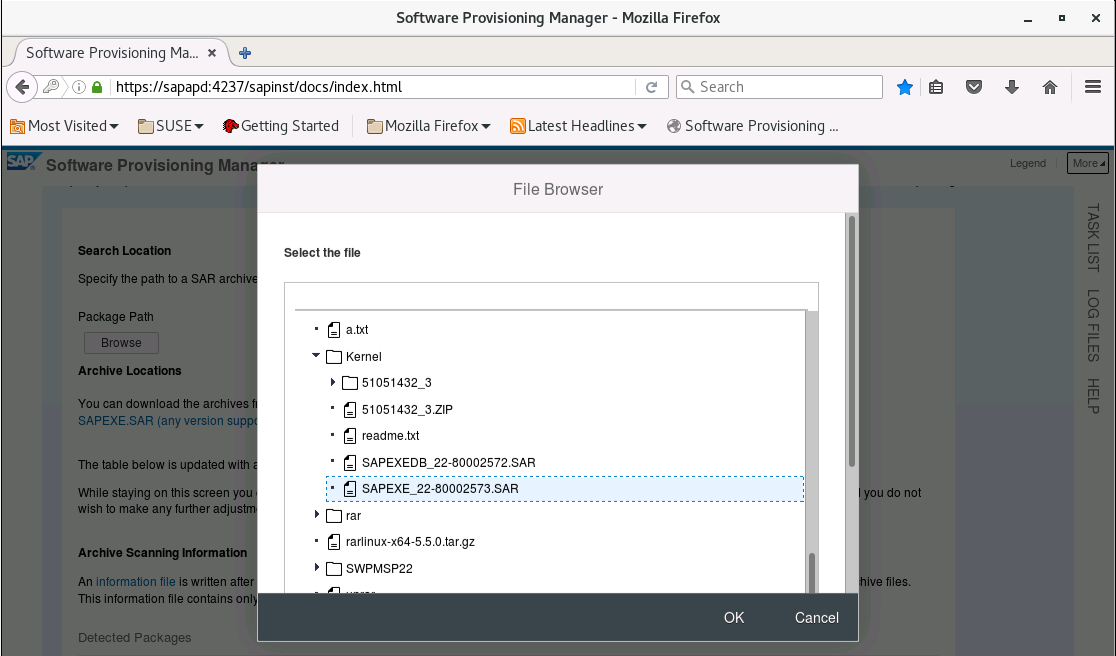 Software Provisioning Manager - Mozilla Firefox
Software Provisioning Ma...
https://sapapd:4237/sapinst/docs/index.html
Search
Most Visited
SUSE
Getting Started
Mozilla Firefox
Latest Headlines
Software Provisioning ...
SAP
Software Provisioning Manager
Legend
More
TASK LIST
LOG FILES
HELP
Search Location
Specify the path to a SAR archive
Package Path
Browse
Archive Locations
You can download the archives
SAPEXE.SAR (any version
The table below is updated with
While staying on this screen you
you do not
wish to make any further
Archive Scanning Information
An information file is written after
files.
This information file contains only
Detected Packages
File Browser
Select the file
a.txt
Kernel
51051432_3
51051432_3.ZIP
readme.txt
SAPEXEDB_22-80002572.SAR
SAPEXE_22-80002573.SAR
rar
rarlinux-x64-5.5.0.tar.gz
SWPMSP22
OK
Cancel